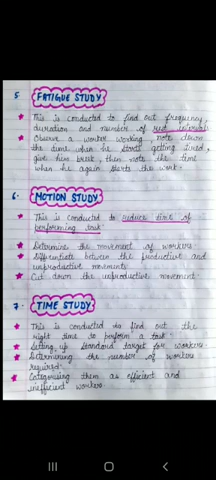 5. FATIGUE STUDY
This is conducted to find out frequency,
duration and number of rest intervals
Observe a worker working, note down
the time when he start getting tired,
give him break, then note the time
when he again starts the work.
6. MOTION STUDY
This is conducted to reduce time of
performing task.
Determine the movement of workers.
Differentiate between the productive and
unproductive movements
Cut down the unproductive movement.
7. TIME STUDY
This is conducted to find out the
right time to perform a task.
Setting up standard target for workers
Determining the number of workers
required.
Categorizing them as efficient and
inefficient workers.